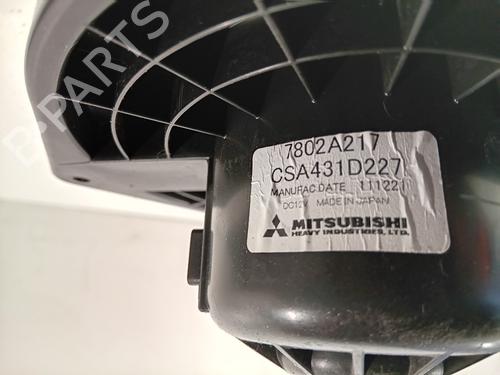 B-PARTS
7802A217
CSA431D227
MANUFAC.DATE 111221
DC12V MADE IN JAPAN
MITSUBISHI
HEAVY INDUSTRIES, LTD.